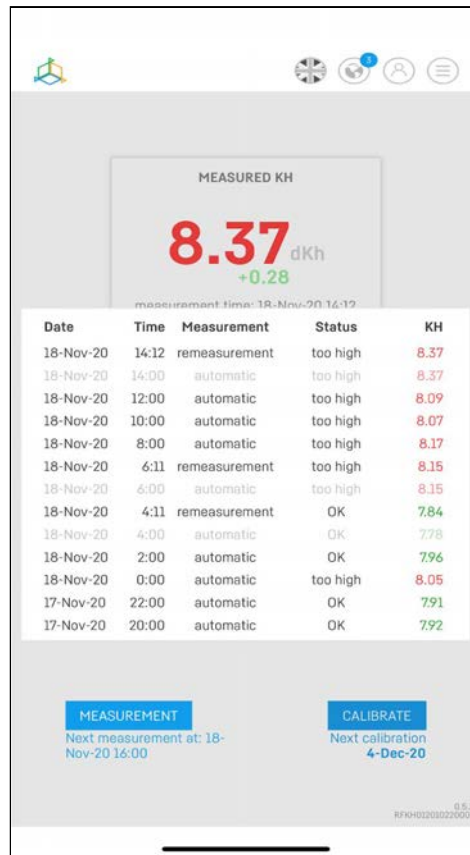 3
MEASURED KH
8.37 dKh
+0.28
measurement time: 18-Nov-20 14:12
Date Time Measurement Status KH
18-Nov-20 14:12 remeasurement too high 8.37
18-Nov-20 14:00 automatic too high 8.37
18-Nov-20 12:00 automatic too high 8.09
18-Nov-20 10:00 automatic too high 8.07
18-Nov-20 8:00 automatic too high 8.17
18-Nov-20 6:11 remeasurement too high 8.15
18-Nov-20 6:00 automatic too high 8.15
18-Nov-20 4:11 remeasurement OK 7.84
18-Nov-20 4:00 automatic OK 7.78
18-Nov-20 2:00 automatic OK 7.96
18-Nov-20 0:00 automatic too high 8.05
17-Nov-20 22:00 automatic OK 7.91
17-Nov-20 20:00 automatic OK 7.92
MEASUREMENT
Next measurement at: 18-
Nov-20 16:00
CALIBRATE
Next calibration
4-Dec-20